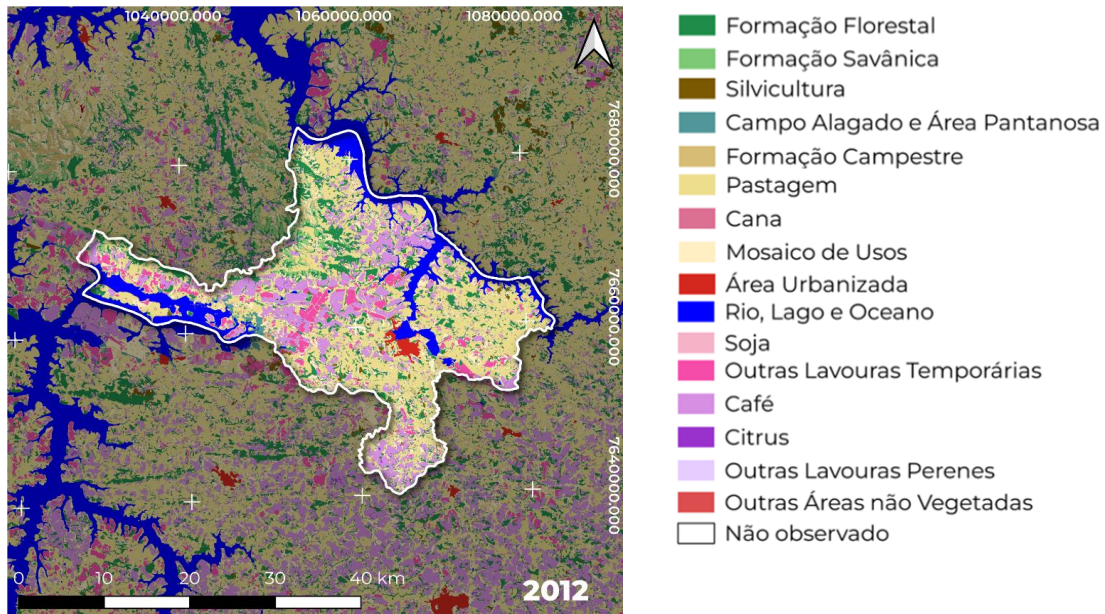 1040000.000
1060000.000
1080000.000
7680000.000
7660000.000
7640000.000
0
10
20
30
40 km
2012
Formação Florestal
Formação Savânica
Silvicultura
Campo Alagado e Área Pantanosa
Formação Campestre
Pastagem
Cana
Mosaico de Usos
Área Urbanizada
Rio, Lago e Oceano
Soja
Outras Lavouras Temporárias
Café
Citrus
Outras Lavouras Perenes
Outras Áreas não Vegetadas
Não observado